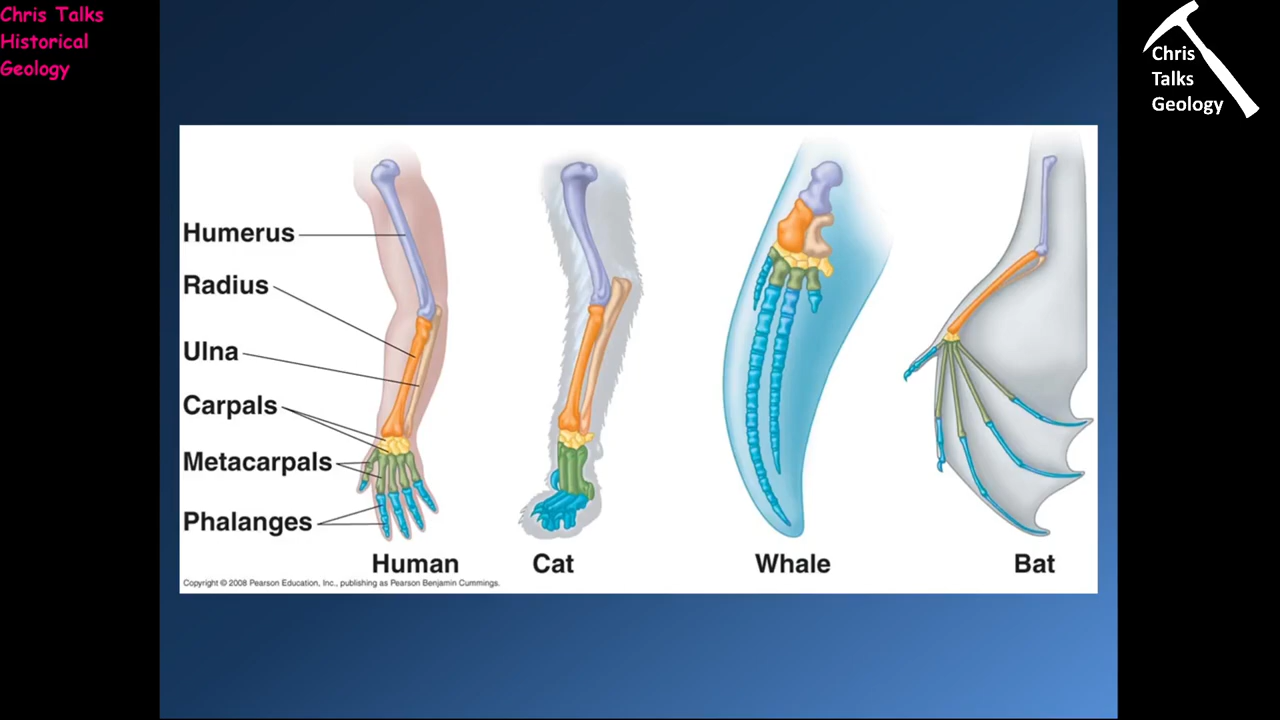 Chris Talks
Historical
Geology
Chris
Talks
Geology
Humerus
Radius
Ulna
Carpals
Metacarpals
Phalanges
Human
Cat
Whale
Bat
Copyright © 2008 Pearson Education, Inc., publishing as Pearson Benjamin Cummings.